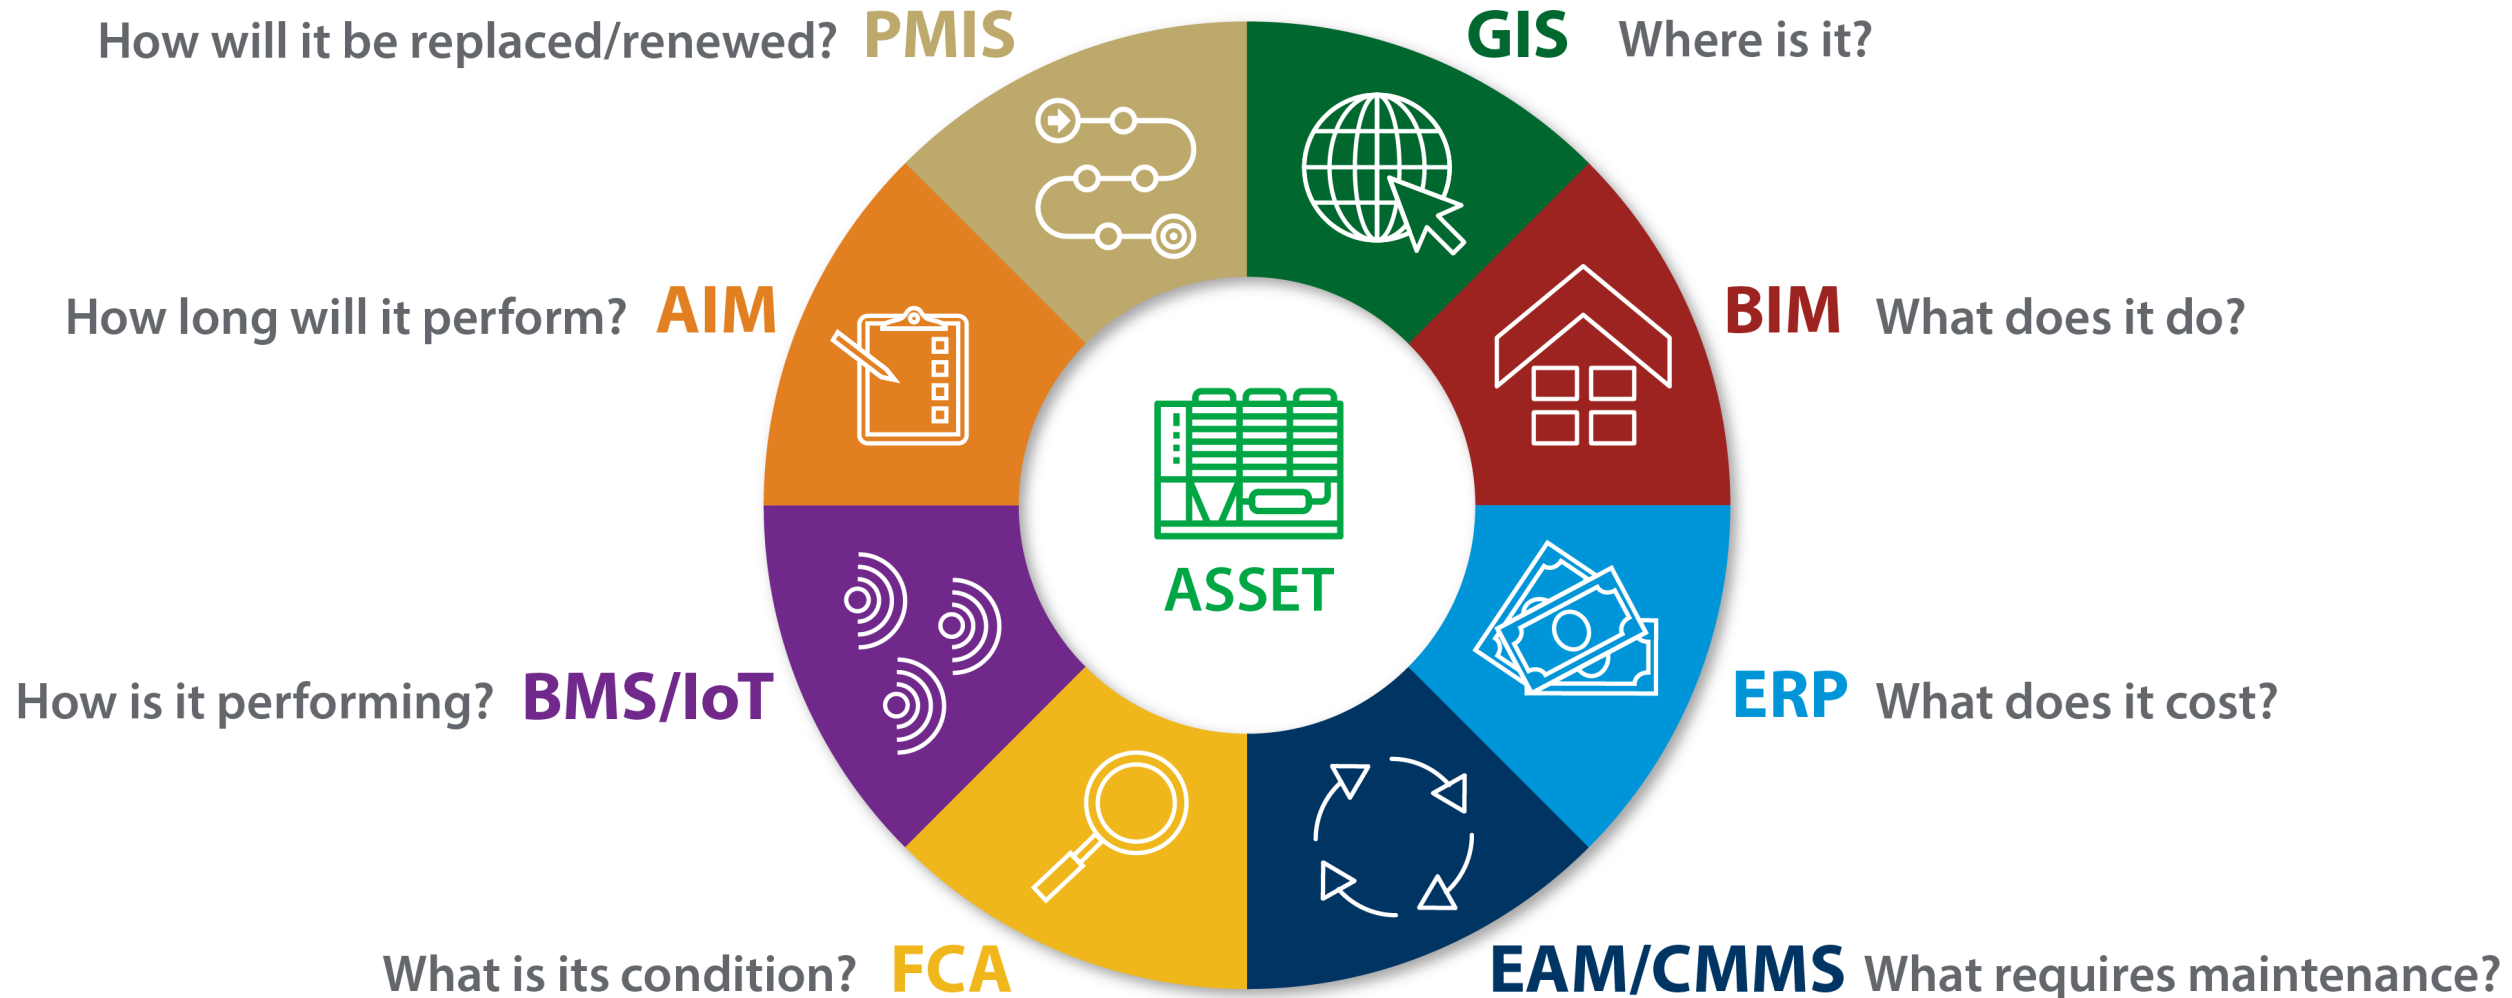 How will it be replaced/renewed? PMIS
GIS Where is it?
How long will it perform? AIM
BIM What does it do?
ASSET
How is it performing? BMS/IoT
ERP What does it cost?
What is its condition? FCA
EAM/CMMS What requires maintenance?